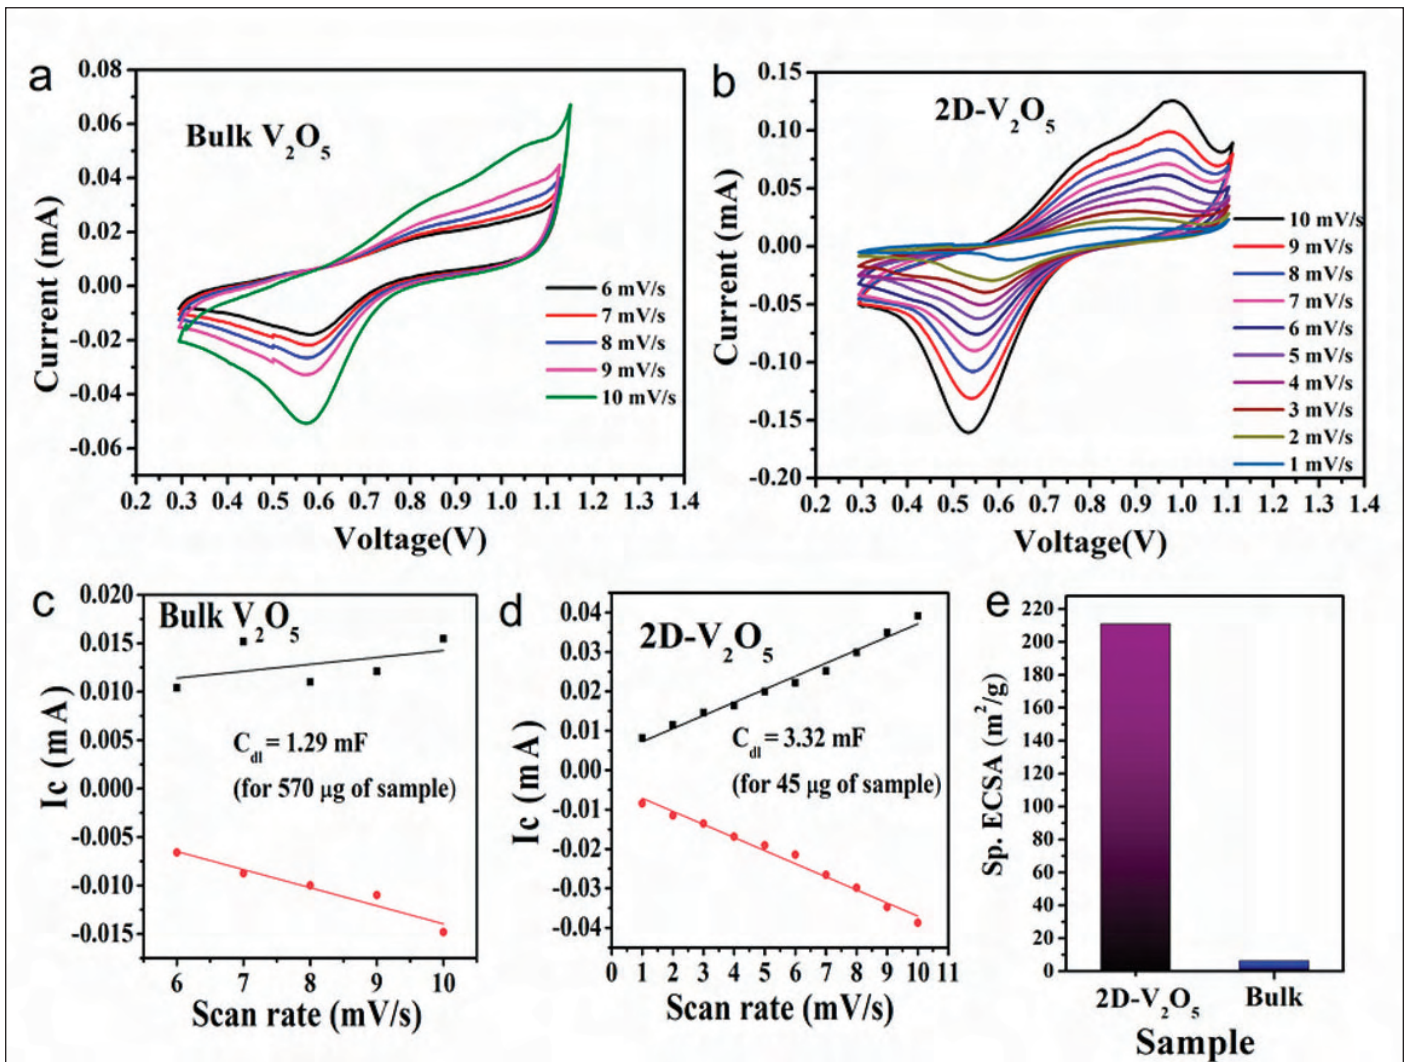 a
0.08
0.06
0.04
0.02
0.00
-0.02
-0.04
-0.06
Current (mA)
Bulk V₂O₅
6 mV/s
7 mV/s
8 mV/s
9 mV/s
10 mV/s
0.2 0.3 0.4 0.5 0.6 0.7 0.8 0.9 1.0 1.1 1.2 1.3 1.4
Voltage(V)
b
0.15
0.10
0.05
0.00
-0.05
-0.10
-0.15
-0.20
Current (mA)
2D-V₂O₅
10 mV/s
9 mV/s
8 mV/s
7 mV/s
6 mV/s
5 mV/s
4 mV/s
3 mV/s
2 mV/s
1 mV/s
0.2 0.3 0.4 0.5 0.6 0.7 0.8 0.9 1.0 1.1 1.2 1.3 1.4
Voltage(V)
c
0.020
0.015
0.010
0.005
0.000
-0.005
-0.010
-0.015
Ic (mA)
Bulk V₂O₅
C_dl = 1.29 mF
(for 570 µg of sample)
6 7 8 9 10
Scan rate (mV/s)
d
0.04
0.03
0.02
0.01
0.00
-0.01
-0.02
-0.03
-0.04
Ic (mA)
2D-V₂O₅
C_dl = 3.32 mF
(for 45 µg of sample)
0 1 2 3 4 5 6 7 8 9 10 11
Scan rate (mV/s)
e
220
200
180
160
140
120
100
80
60
40
20
0
Sp. ECSA (m²/g)
2D-V₂O₅ Bulk
Sample